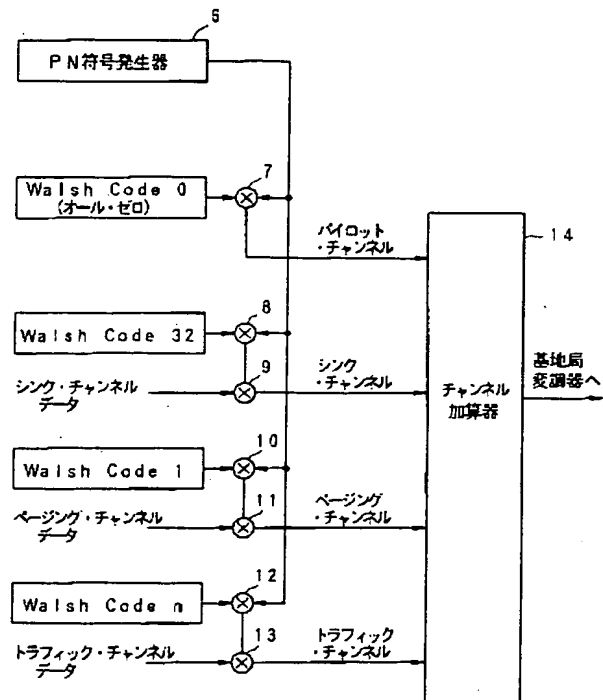 6
PN符号発生器
7
Walsh Code 0
(オール・ゼロ)
パイロット
・チャンネル
14
8
Walsh Code 32
9
シンク・チャンネル
データ
シンク・
チャンネル
チャンネル
加算器
基地局
変調器へ
10
Walsh Code 1
11
ページング・チャンネル
データ
ページング
・チャンネル
12
Walsh Code n
13
トラフィック・チャンネル
データ
トラフィック
・チャンネル